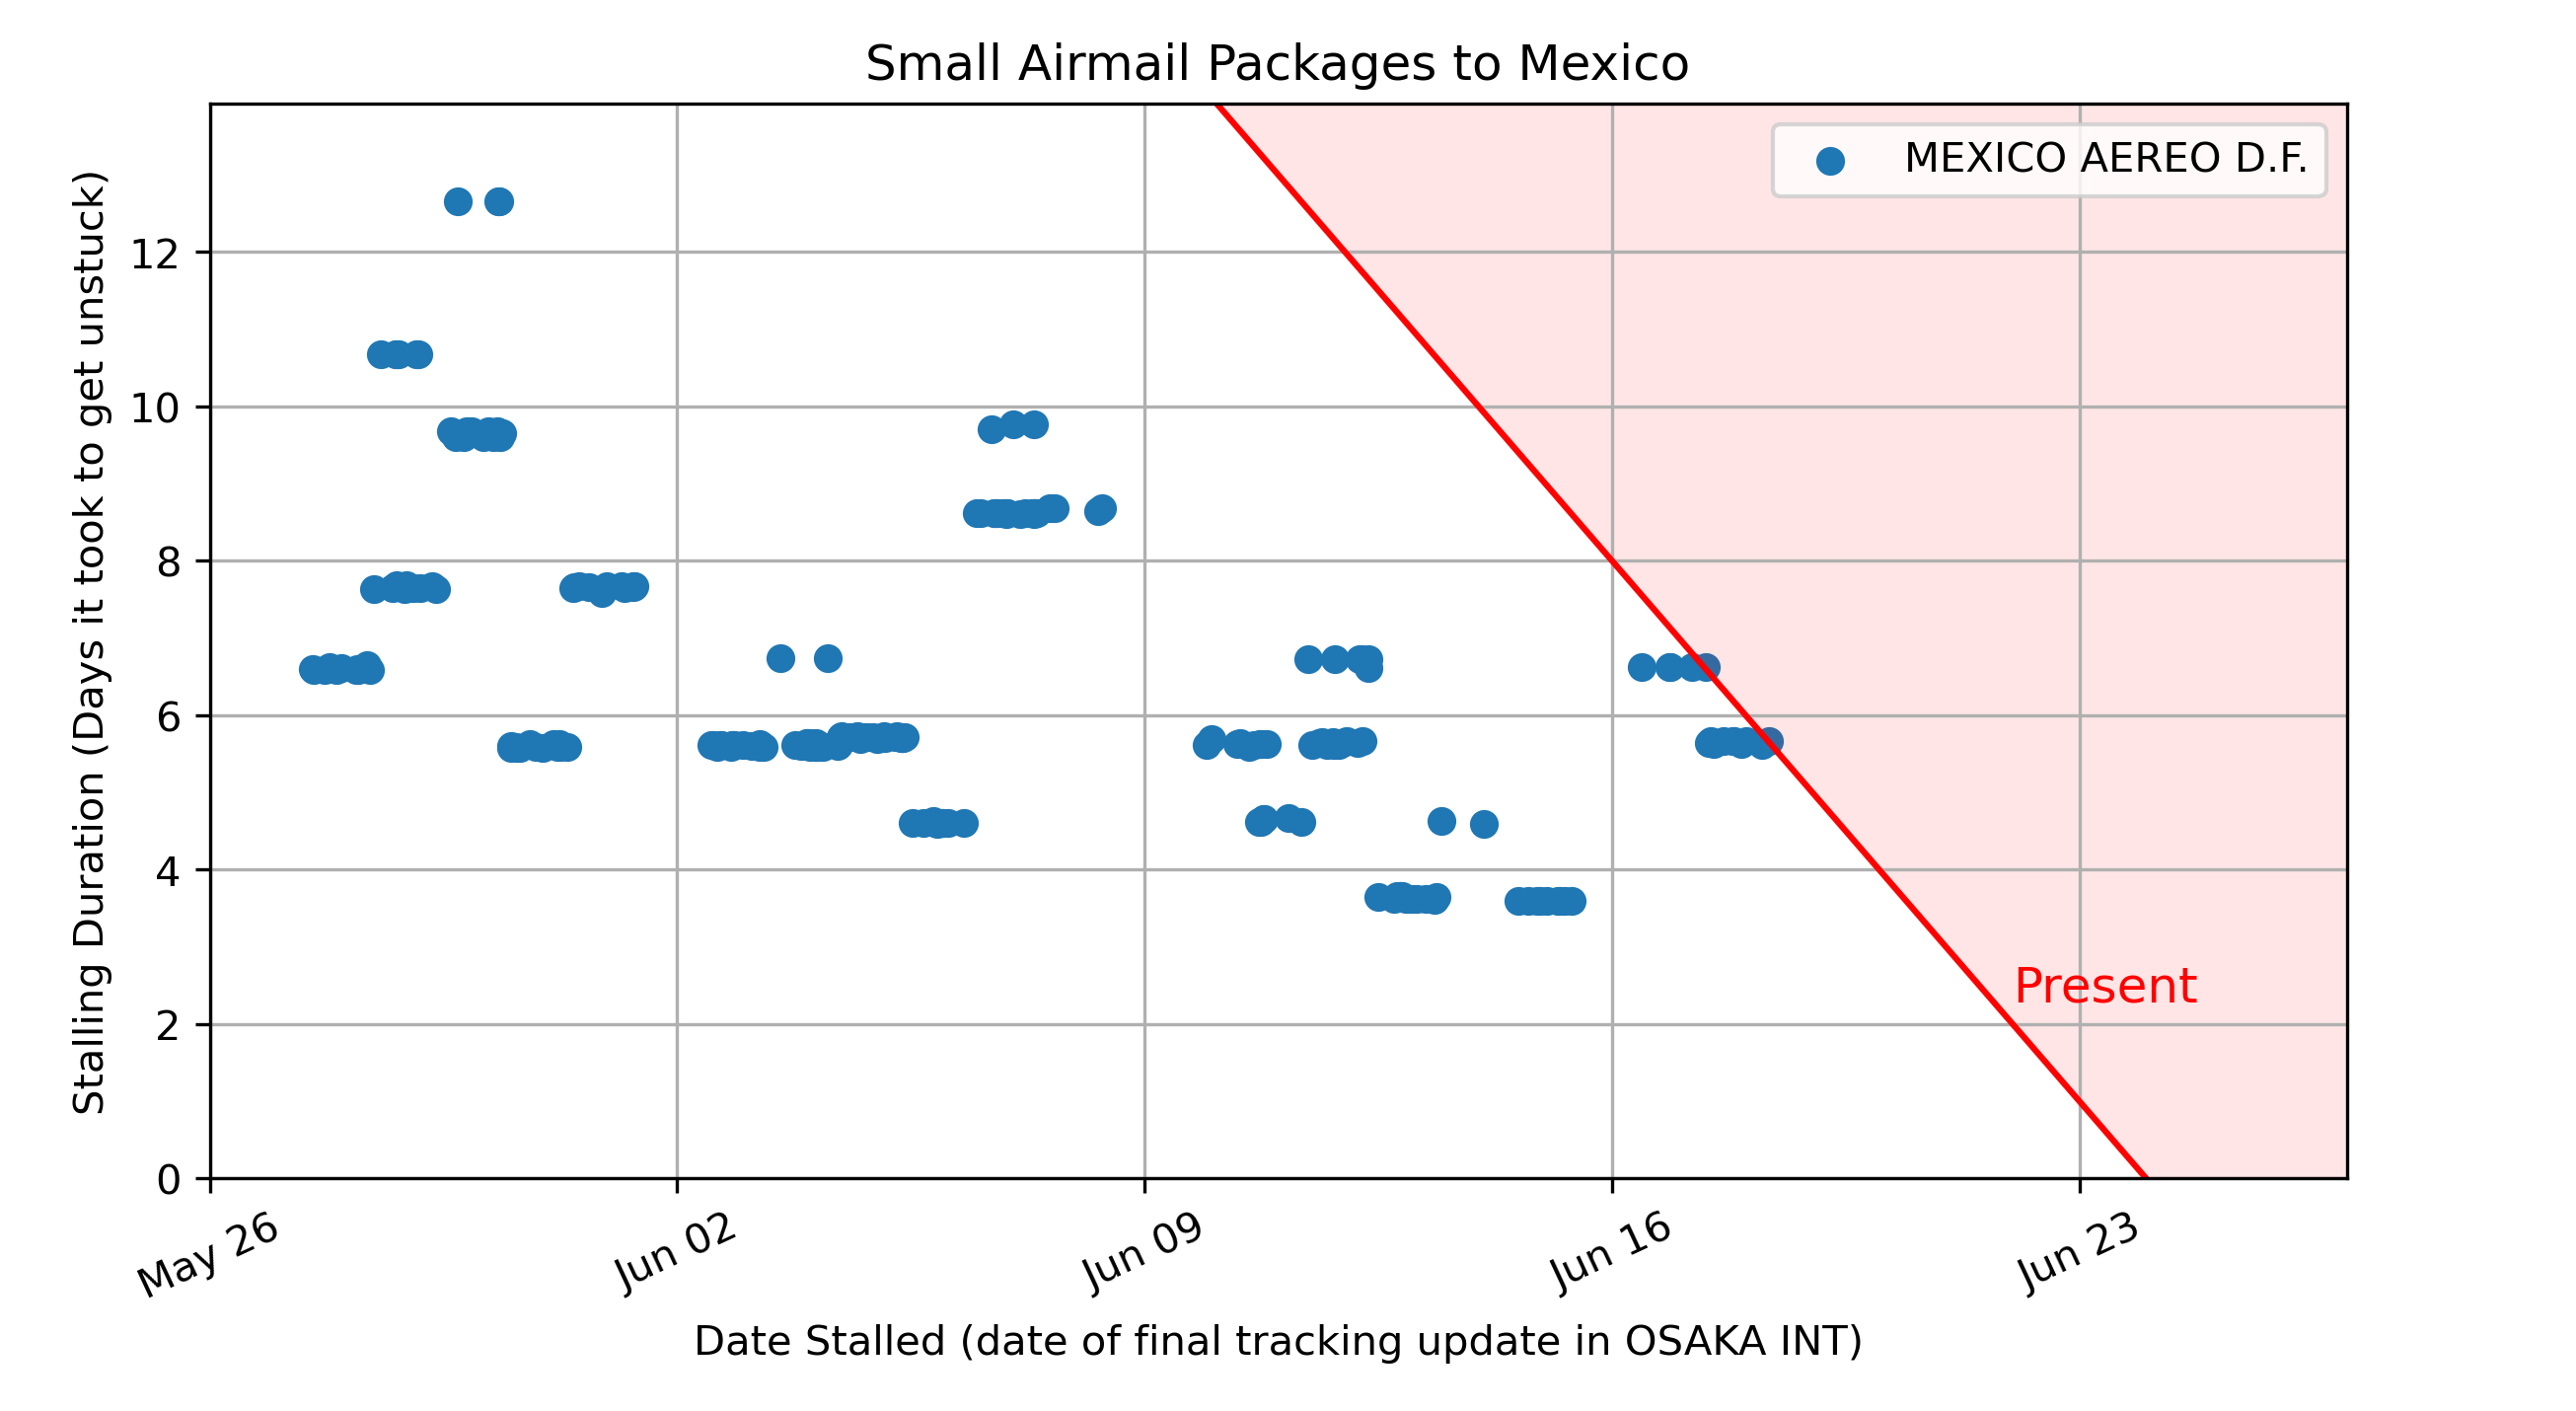 Small Airmail Packages to Mexico
MEXICO AEREO D.F.
Stalling Duration (Days it took to get unstuck)
12
10
8
6
4
2
0
Present
May 26
Jun 02
Jun 09
Jun 16
Jun 23
Date Stalled (date of final tracking update in OSAKA INT)